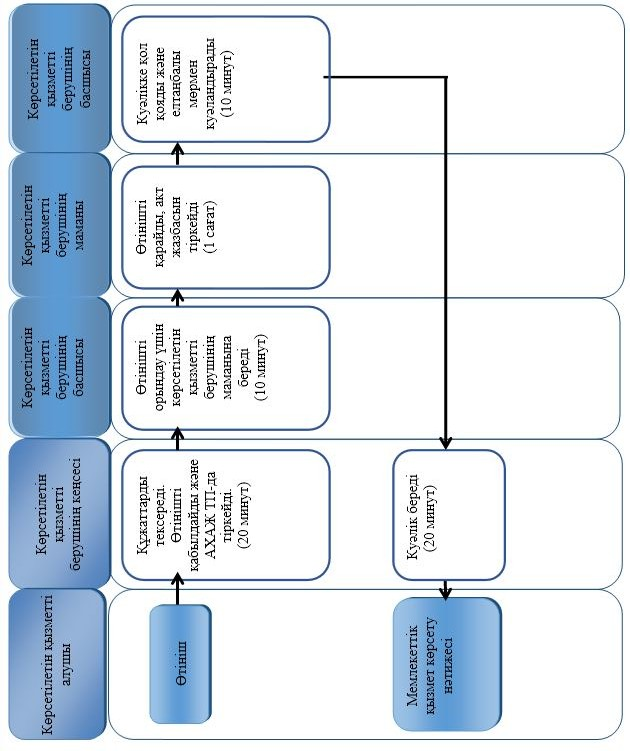 Көрсетілетін қызметті
алушы
Көрсетілетін
қызметті
берушінің кеңсесі
Көрсетілетін
қызметті
берушінің
басшысы
Көрсетілетін
қызметті
берушінің
маманы
Көрсетілетін
қызметті
берушінің
басшысы
Өтініш
Құжаттарды
тексереді.
Өтінішті
қабылдайды және
АХАЖ ТП-да
тіркейді.
(20 минут)
Өтінішті
орындау үшін
көрсетілетін
қызметті
берушінің
маманына
береді
(10 минут)
Өтінішті
қарайды, акт
жазбасын
тіркейді
(1 сағат)
Куәлікке қол
қояды және
елтаңбалы
мөрмен
куәландырады
(10 минут)
Куәлік береді
(20 минут)
Мемлекеттік
қызмет көрсету
нәтижесі